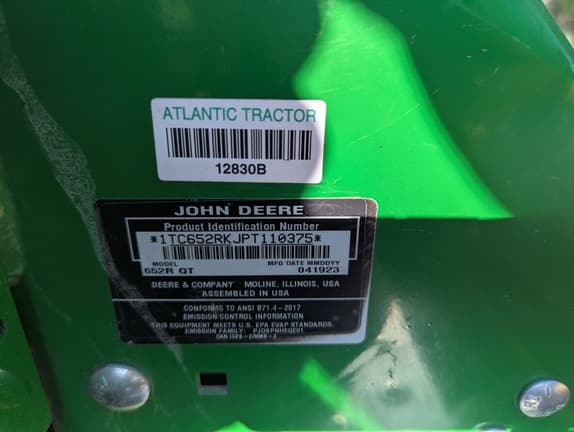 ATLANTIC TRACTOR
12830B
JOHN DEERE
Product Identification Number
*1TC652RKJPT110375*
MODEL MFG DATE MMDDYY
652R QT 041923
DEERE & COMPANY MOLINE, ILLINOIS, USA
ASSEMBLED IN USA
CONFORMS TO ANSI B71.4-2017
EMISSION CONTROL INFORMATION
THIS EQUIPMENT MEETS U.S. EPA EVAP STANDARDS.
EMISSION FAMILY: